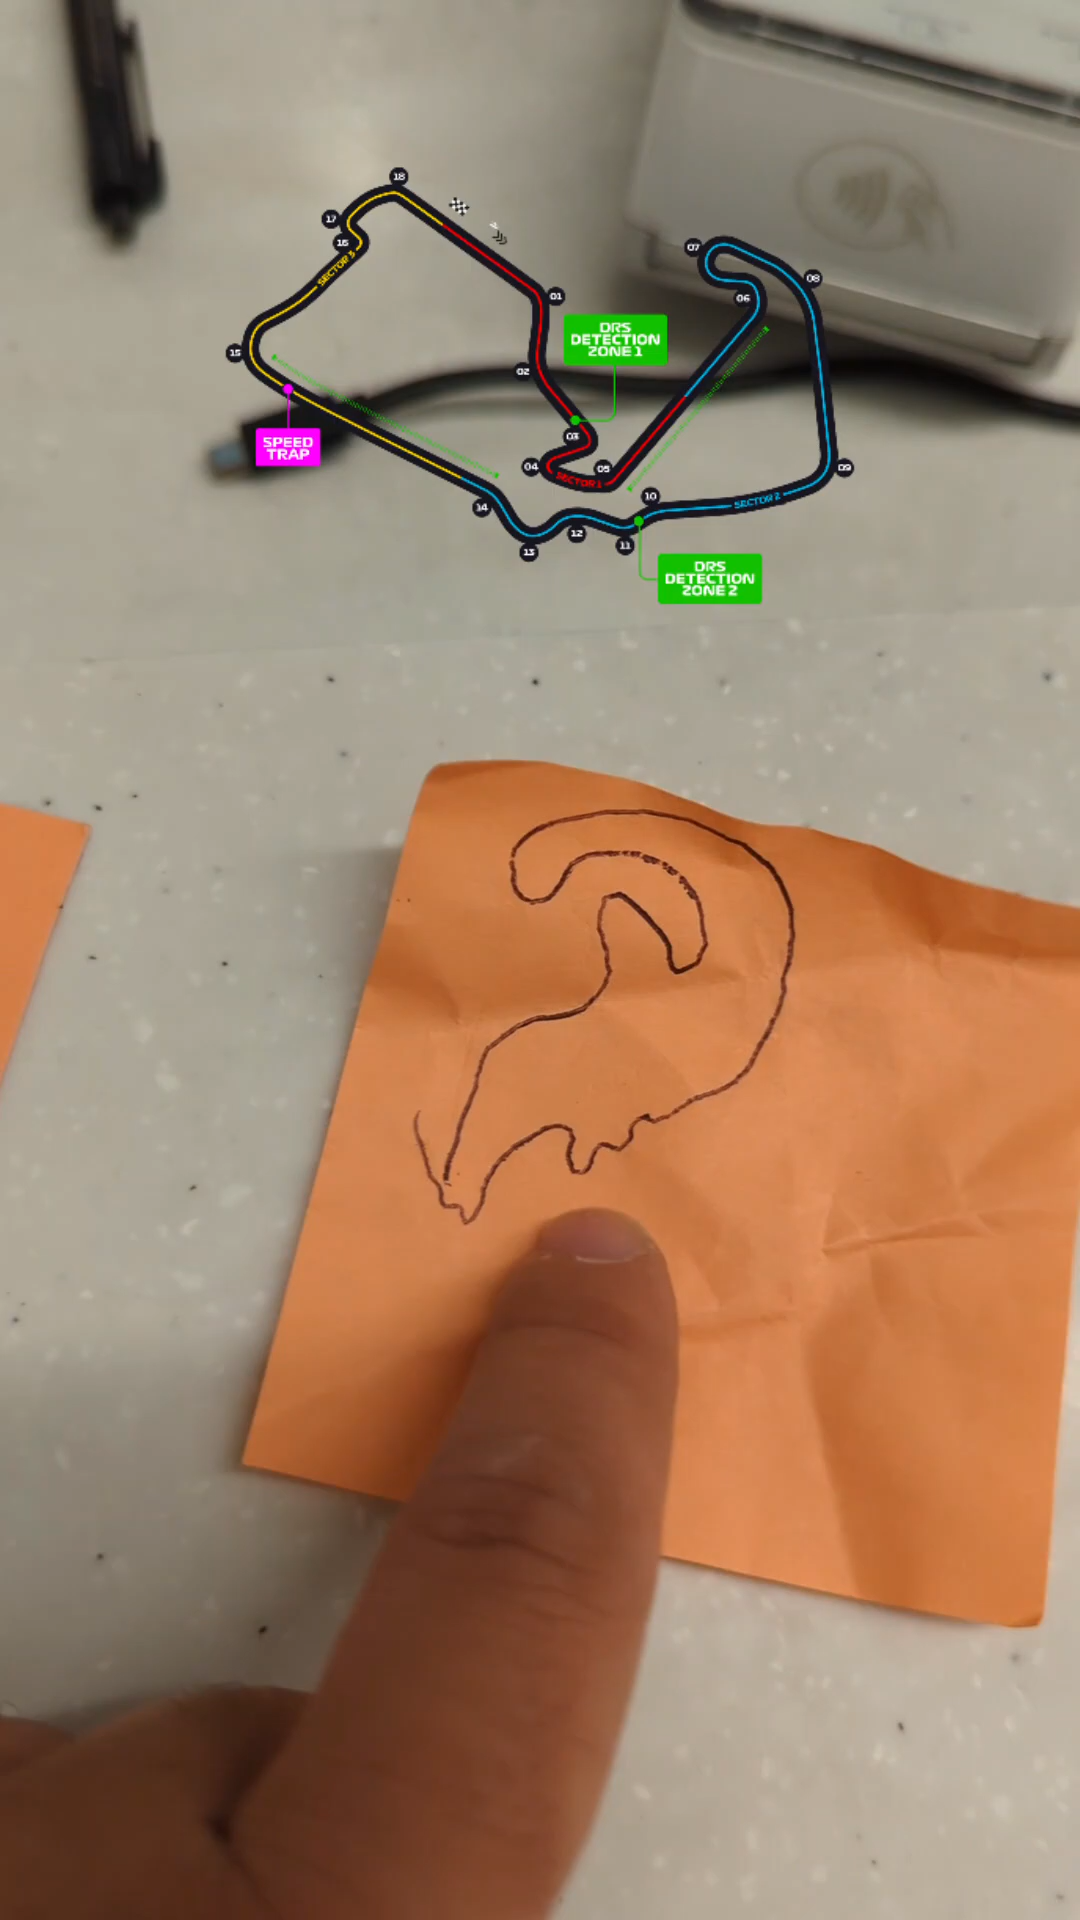 18
17
16
SECTOR 3
07
08
06
01
DRS
DETECTION
ZONE 1
02
15
SPEED
TRAP
03
04
05
SECTOR 1
09
10
SECTOR 2
14
12
11
13
DRS
DETECTION
ZONE 2